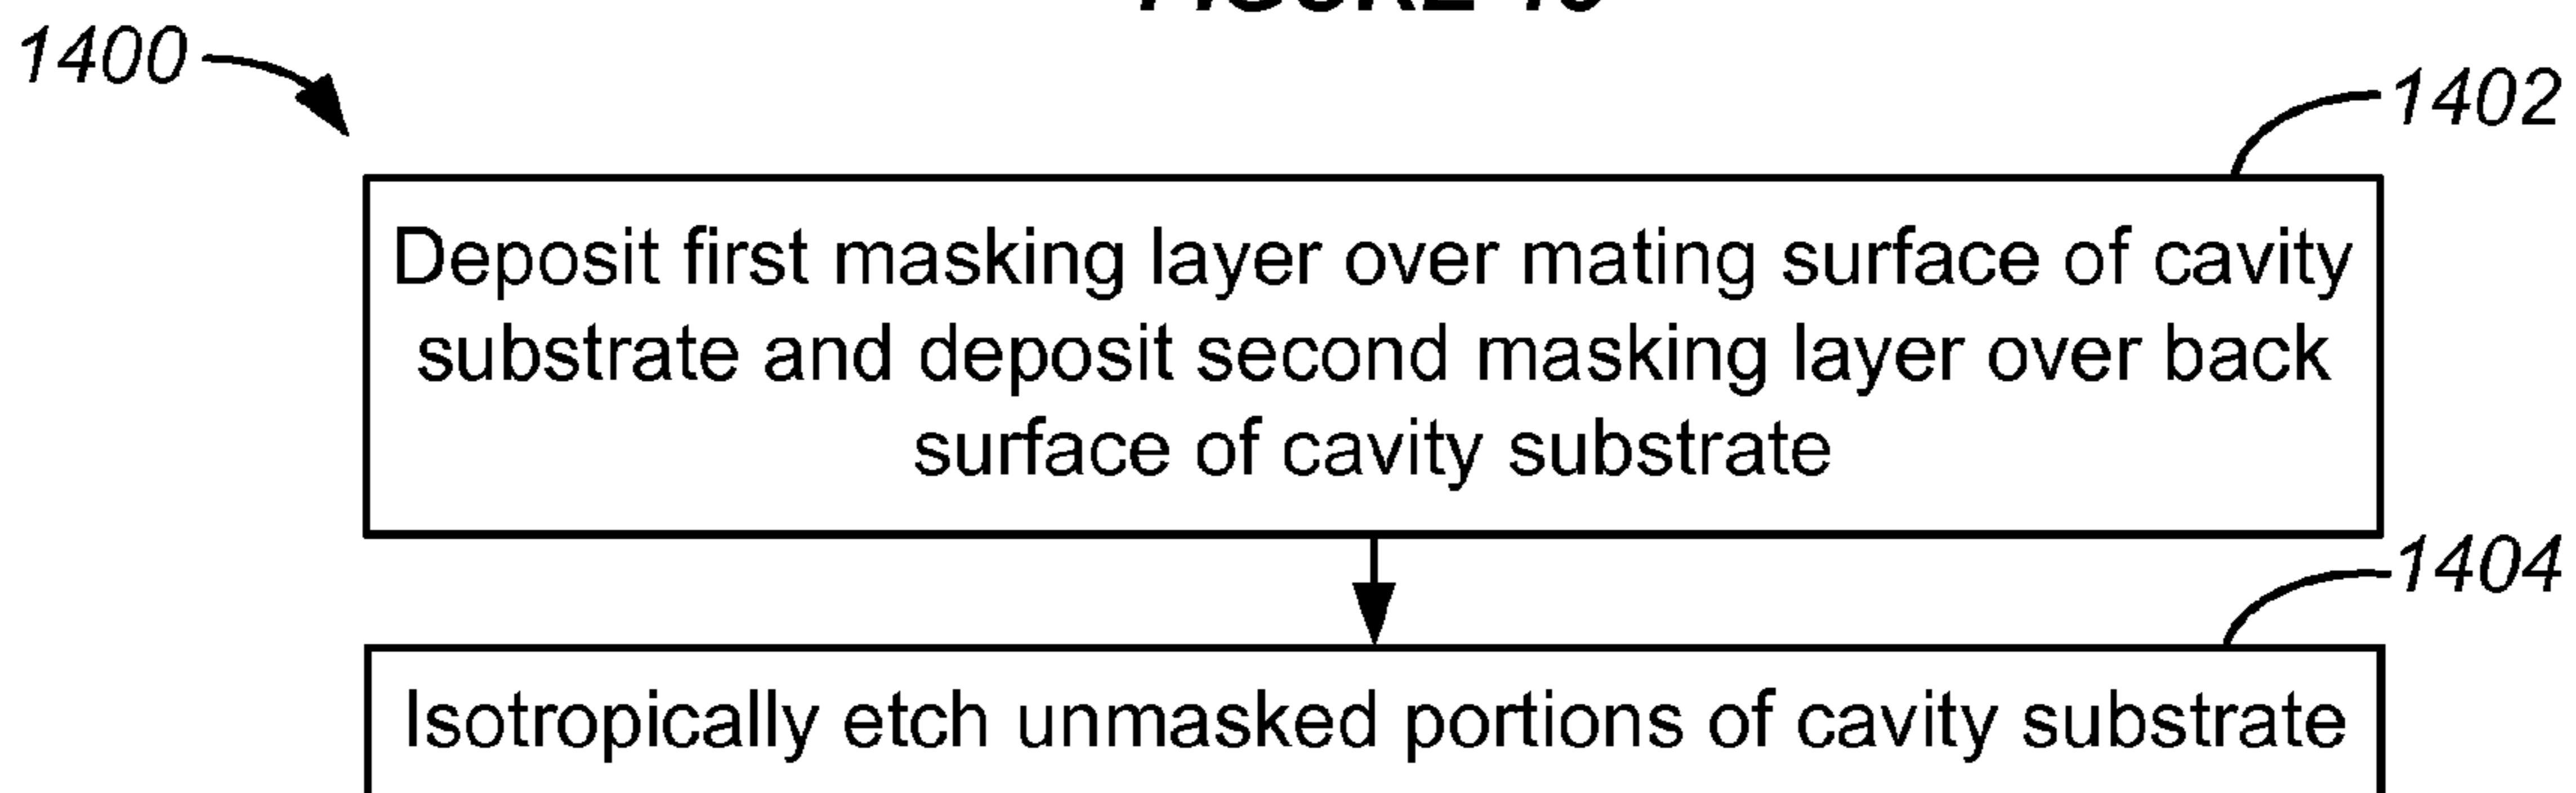 1400
1402
Deposit first masking layer over mating surface of cavity
substrate and deposit second masking layer over back
surface of cavity substrate
1404
Isotropically etch unmasked portions of cavity substrate